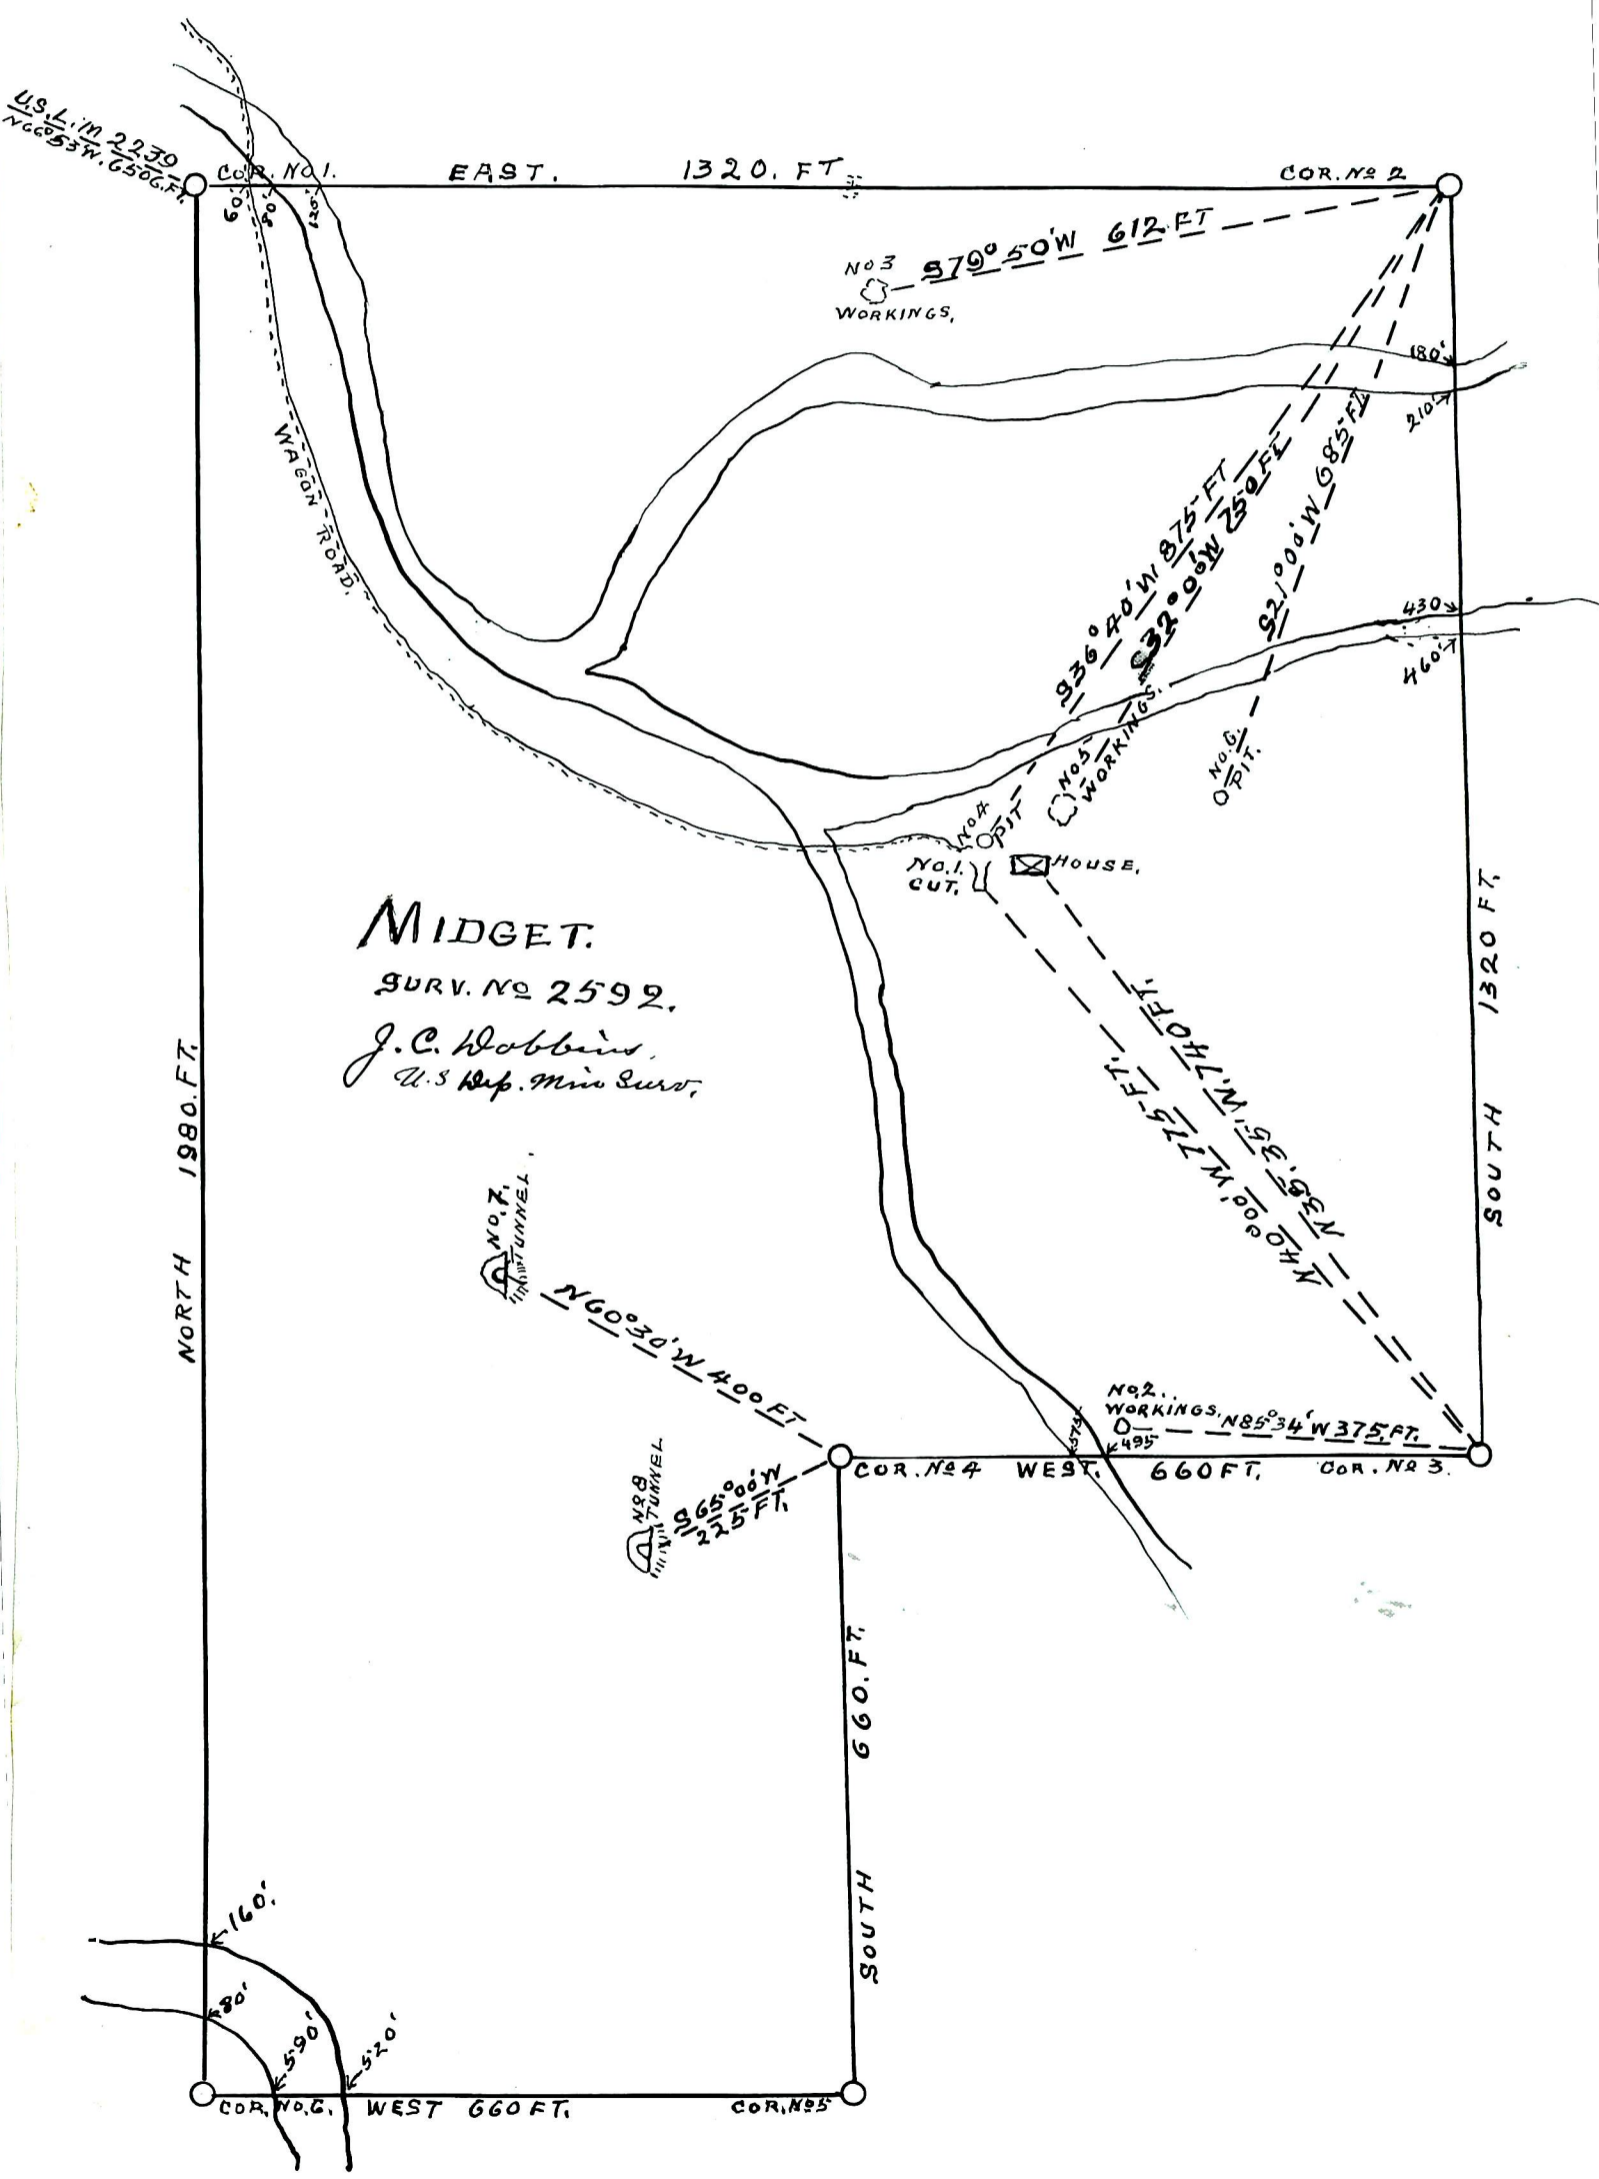 U.S.L.M 2239
N66°53'W. 6506.FT.
COR. NO 1.
EAST. 1320. FT
COR. Nº 2
60'
80'
120'
NO 3
WORKINGS,
S79° 50'W 612 FT
180'
210'
WAGON ROAD.
S36° 40'W 875 FT
S32° 00'W 750 FT
S21° 00'W 685 FT
430
460'
NO 5 WORKINGS.
NO. 6. PIT.
NO 4 PIT
NO. 1. CUT.
HOUSE.
1320 FT. SOUTH
MIDGET.
SURV. Nº 2592.
J. C. Dobbins.
U.S Dep. Min Surv.
N40° 00' W 775 FT.
N38°. 35' W. 740 FT.
NORTH 1980. FT.
NO. 7. TUNNEL.
N60° 30' W 400 FT
NO. 2.
WORKINGS. N85° 34' W 375. FT.
495
COR. Nº 4 WEST. 660 FT. COR. Nº 3.
Nº 8 TUNNEL
S65° 00' W
225 FT.
SOUTH 660. FT.
160'.
80'
590'
520'
COR. NO. 6. WEST 660 FT. COR. Nº 5